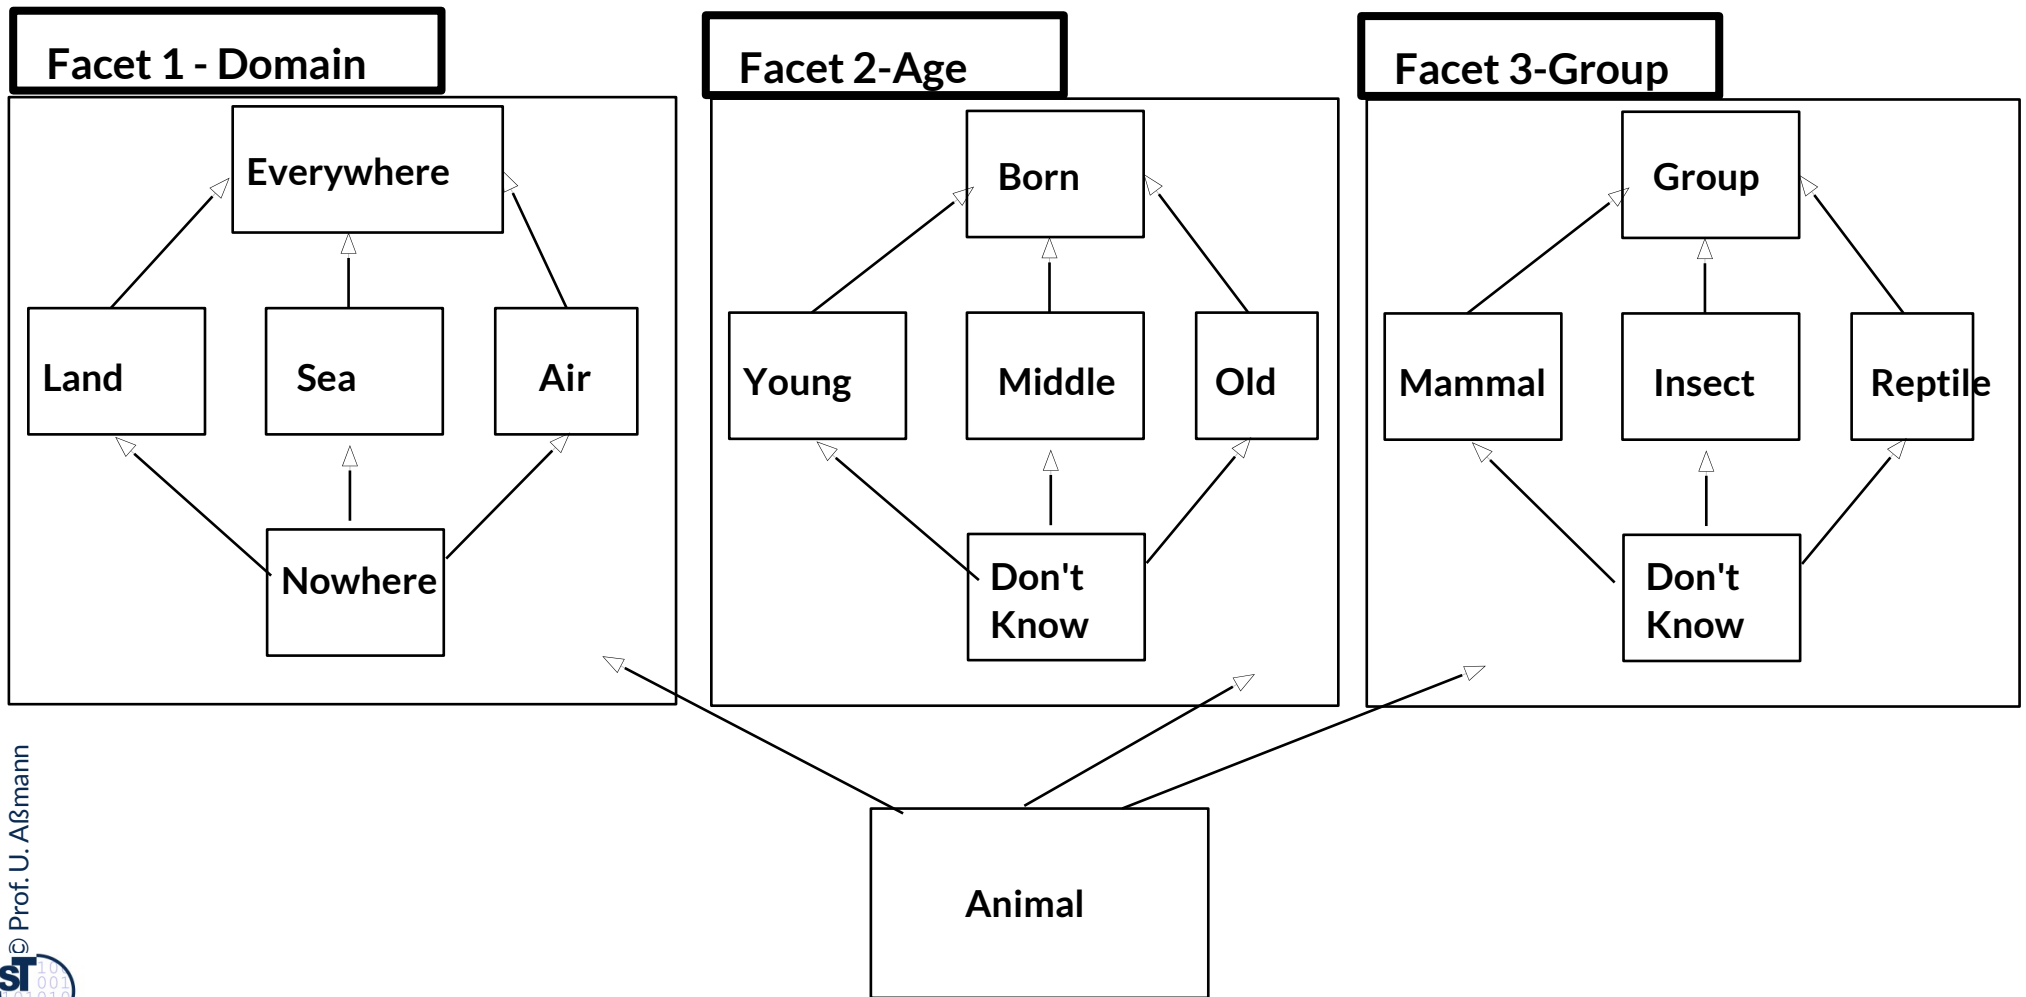 Facet 1 - Domain
Facet 2-Age
Facet 3-Group
Everywhere
Born
Group
Land
Sea
Air
Young
Middle
Old
Mammal
Insect
Reptile
Nowhere
Don't
Know
Don't
Know
Animal
© Prof. U. Aßmann
ST